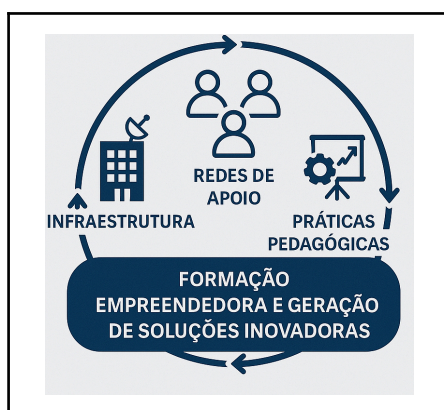 REDES DE
APOIO
INFRAESTRUTURA
PRÁTICAS
PEDAGÓGICAS
FORMAÇÃO
EMPREENDEDORA E GERAÇÃO
DE SOLUÇÕES INOVADORAS